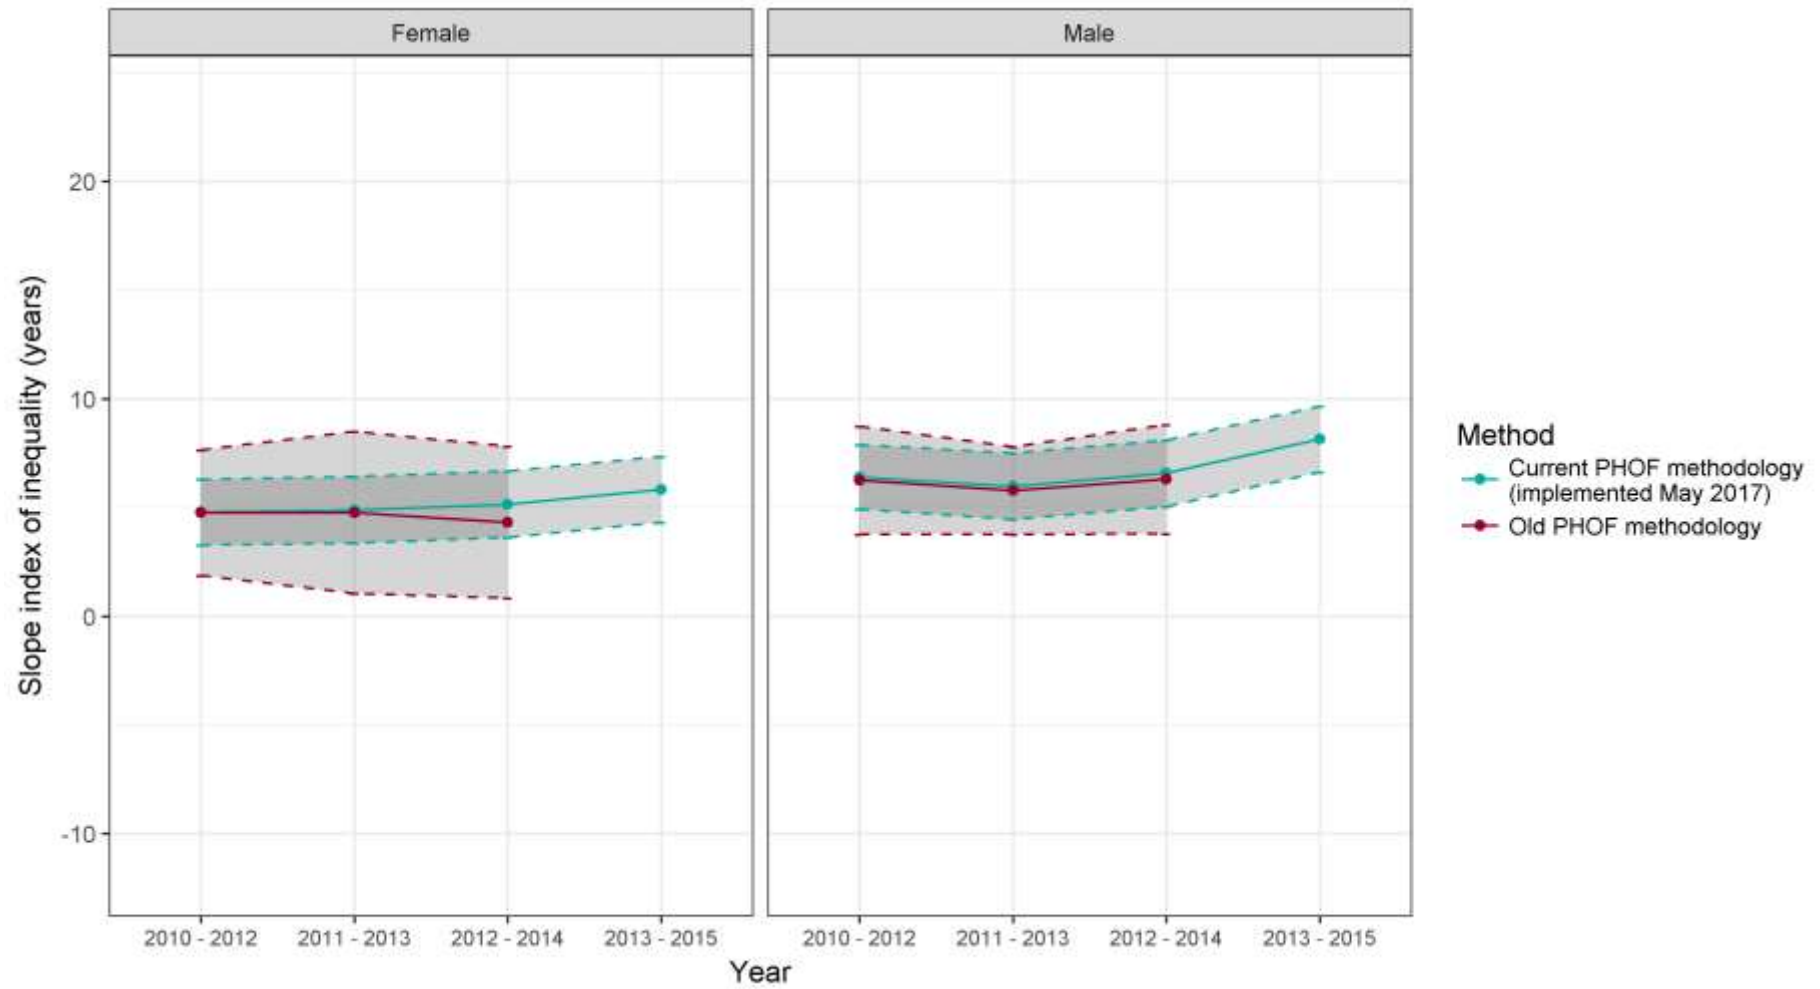 Female
Male
Slope index of inequality (years)
20
10
0
-10
2010 - 2012
2011 - 2013
2012 - 2014
2013 - 2015
2010 - 2012
2011 - 2013
2012 - 2014
2013 - 2015
Year
Method
Current PHOF methodology
(implemented May 2017)
Old PHOF methodology